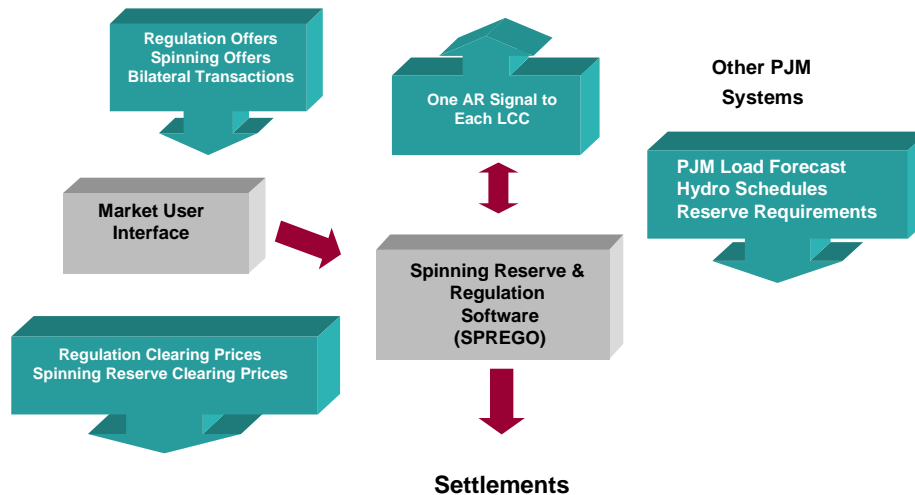 Regulation Offers
Spinning Offers
Bilateral Transactions
One AR Signal to
Each LCC
Other PJM
Systems
PJM Load Forecast
Hydro Schedules
Reserve Requirements
Market User
Interface
Spinning Reserve &
Regulation
Software
(SPREGO)
Regulation Clearing Prices
Spinning Reserve Clearing Prices
Settlements